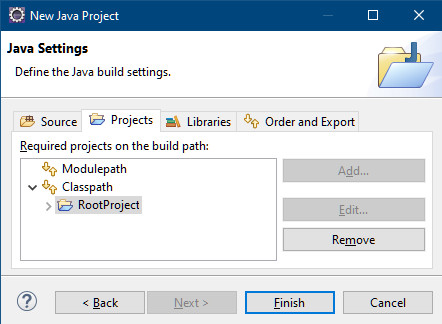 New Java Project
Java Settings
Define the Java build settings.
Source Projects Libraries Order and Export
Required projects on the build path:
Modulepath
Add...
Classpath
RootProject
Edit...
Remove
? < Back Next > Finish Cancel